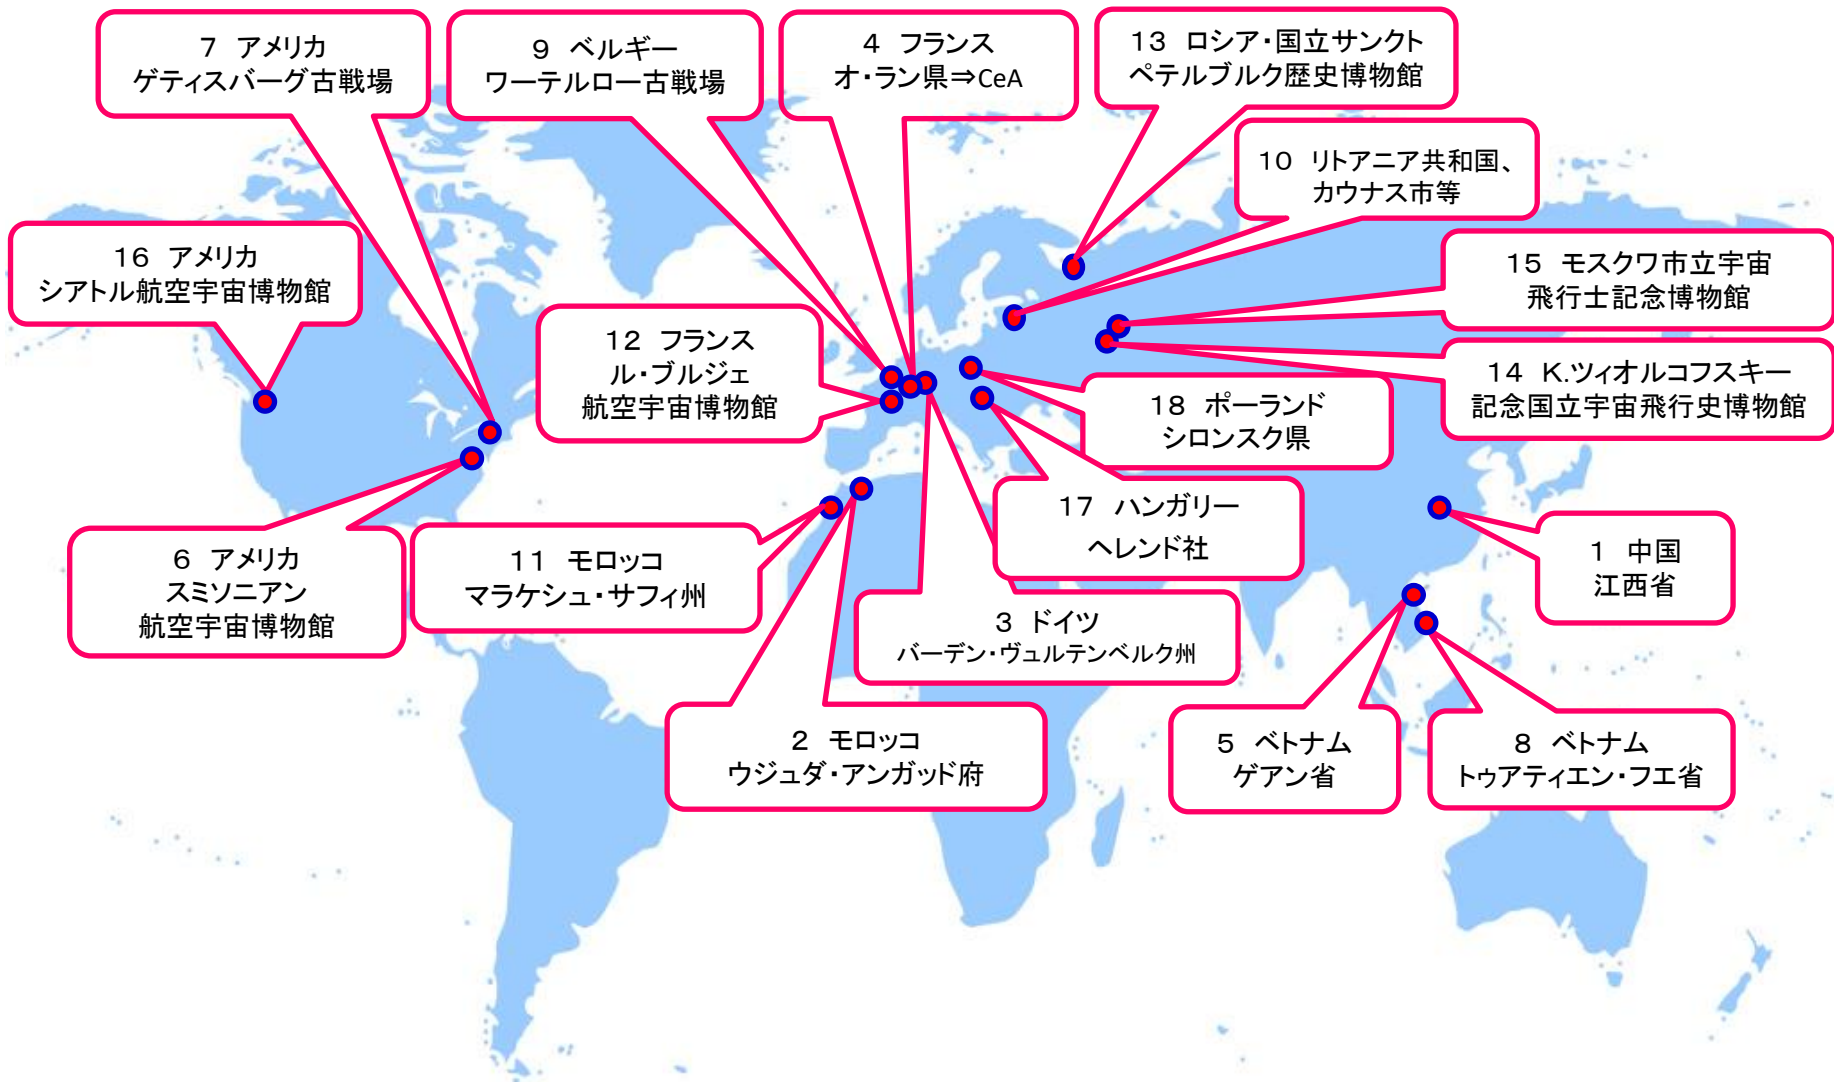 7 アメリカ
ゲティスバーグ古戦場
9 ベルギー
ワーテルロー古戦場
4 フランス
オ・ラン県⇒CeA
13 ロシア・国立サンクト
ペテルブルク歴史博物館
10 リトアニア共和国、
カウナス市等
16 アメリカ
シアトル航空宇宙博物館
15 モスクワ市立宇宙
飛行士記念博物館
12 フランス
ル・ブルジェ
航空宇宙博物館
14 K.ツィオルコフスキー
記念国立宇宙飛行史博物館
18 ポーランド
シロンスク県
17 ハンガリー
ヘレンド社
6 アメリカ
スミソニアン
航空宇宙博物館
11 モロッコ
マラケシュ・サフィ州
1 中国
江西省
3 ドイツ
バーデン・ヴュルテンベルク州
2 モロッコ
ウジュダ・アンガッド府
5 ベトナム
ゲアン省
8 ベトナム
トゥアティエン・フエ省